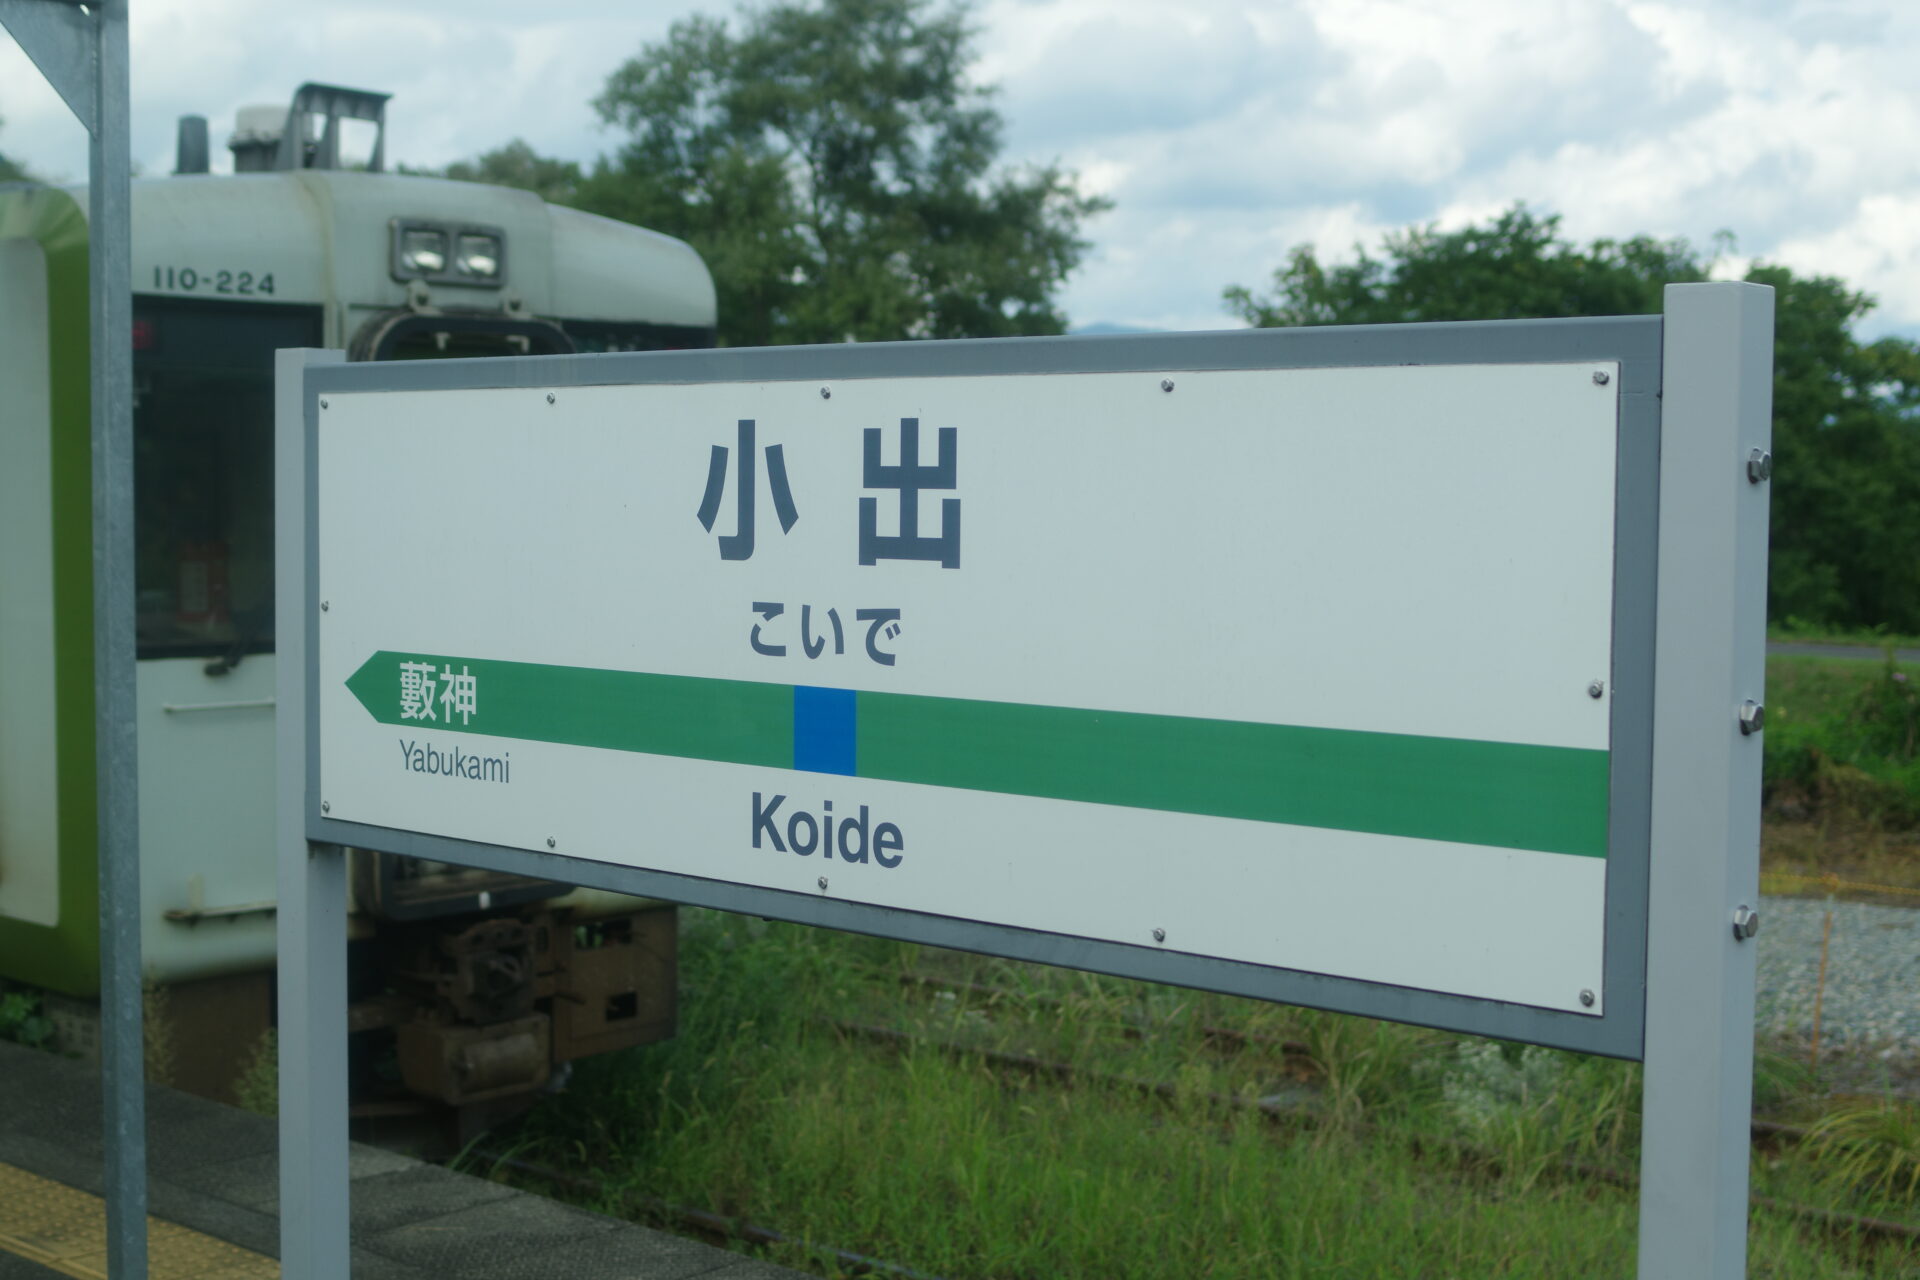 110-224
小出
こいで
藪神
Yabukami
Koide